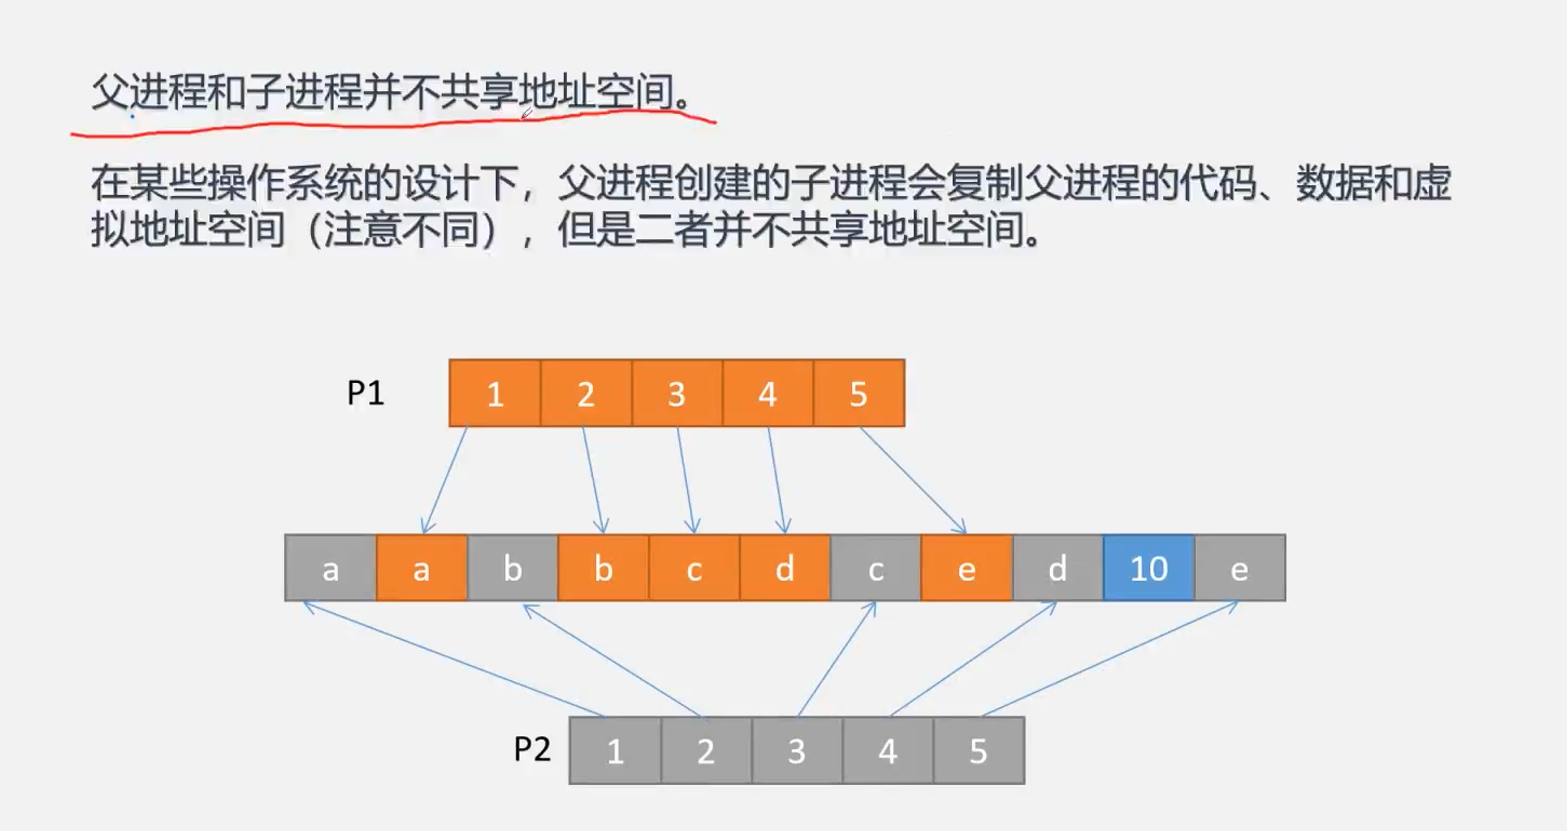 父进程和子进程并不共享地址空间。
在某些操作系统的设计下，父进程创建的子进程会复制父进程的代码、数据和虚
拟地址空间（注意不同），但是二者并不共享地址空间。
P1 1 2 3 4 5
a a b b c d c e d 10 e
P2 1 2 3 4 5